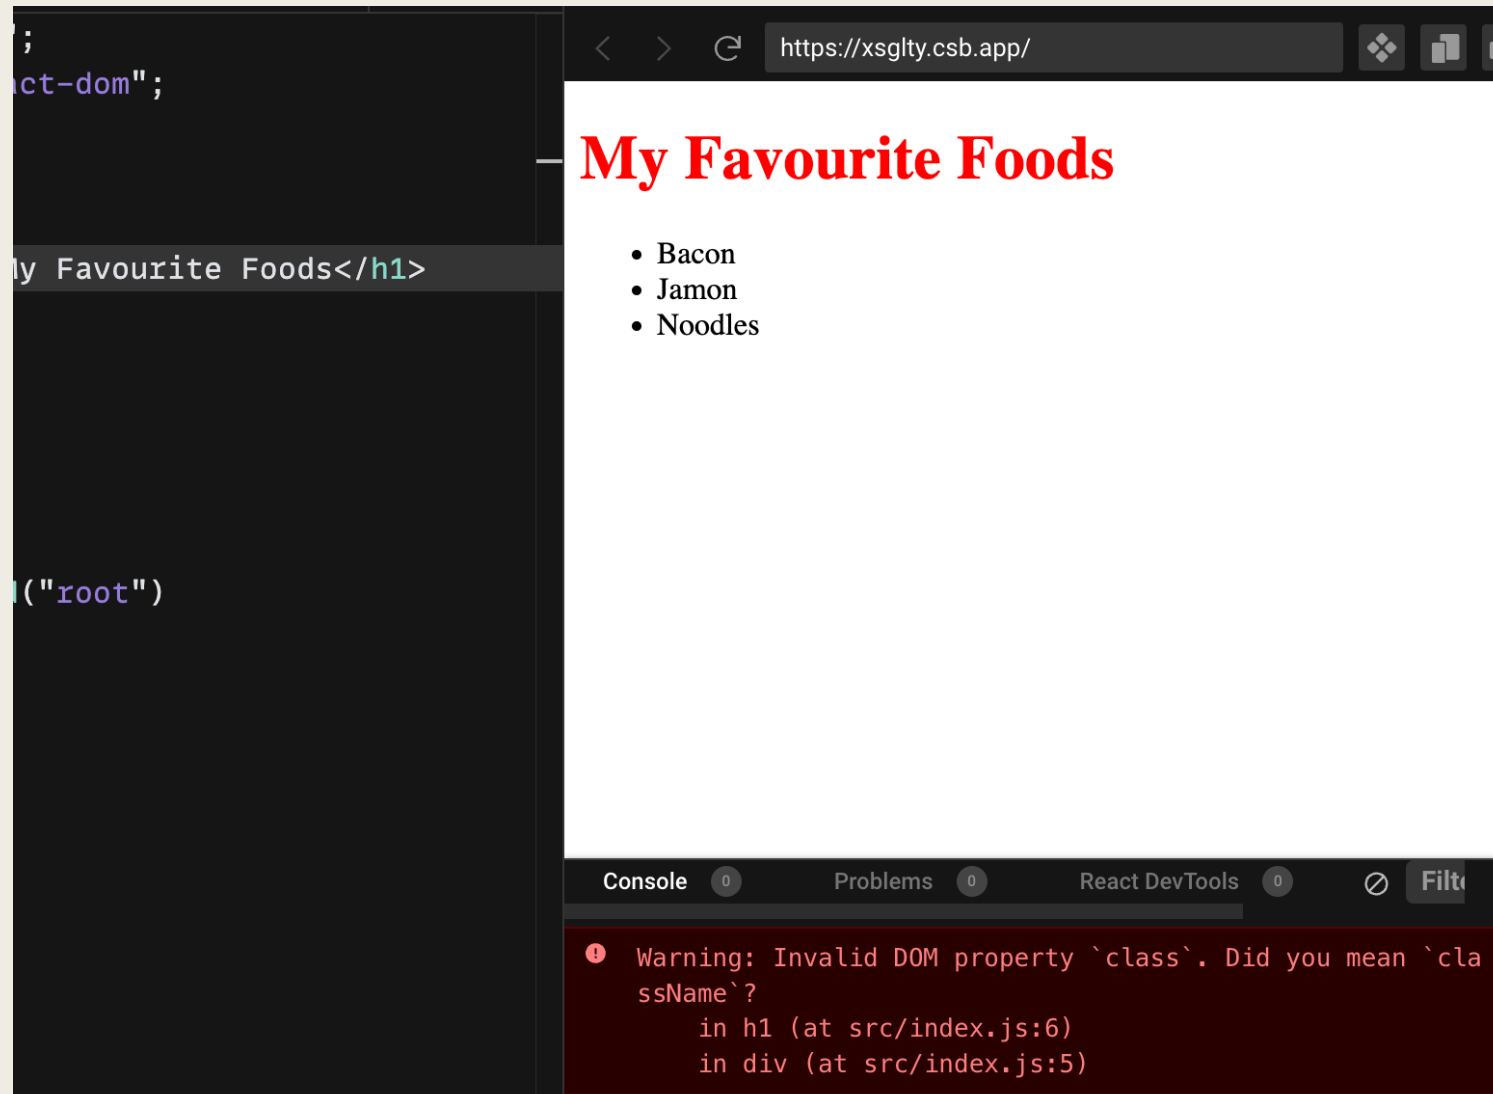 ";
act-dom";
My Favourite Foods</h1>
("root")
https://xsglty.csb.app/
My Favourite Foods
• Bacon
• Jamon
• Noodles
Console 0 Problems 0 React DevTools 0 Filte
Warning: Invalid DOM property `class`. Did you mean `cla
ssName`?
in h1 (at src/index.js:6)
in div (at src/index.js:5)